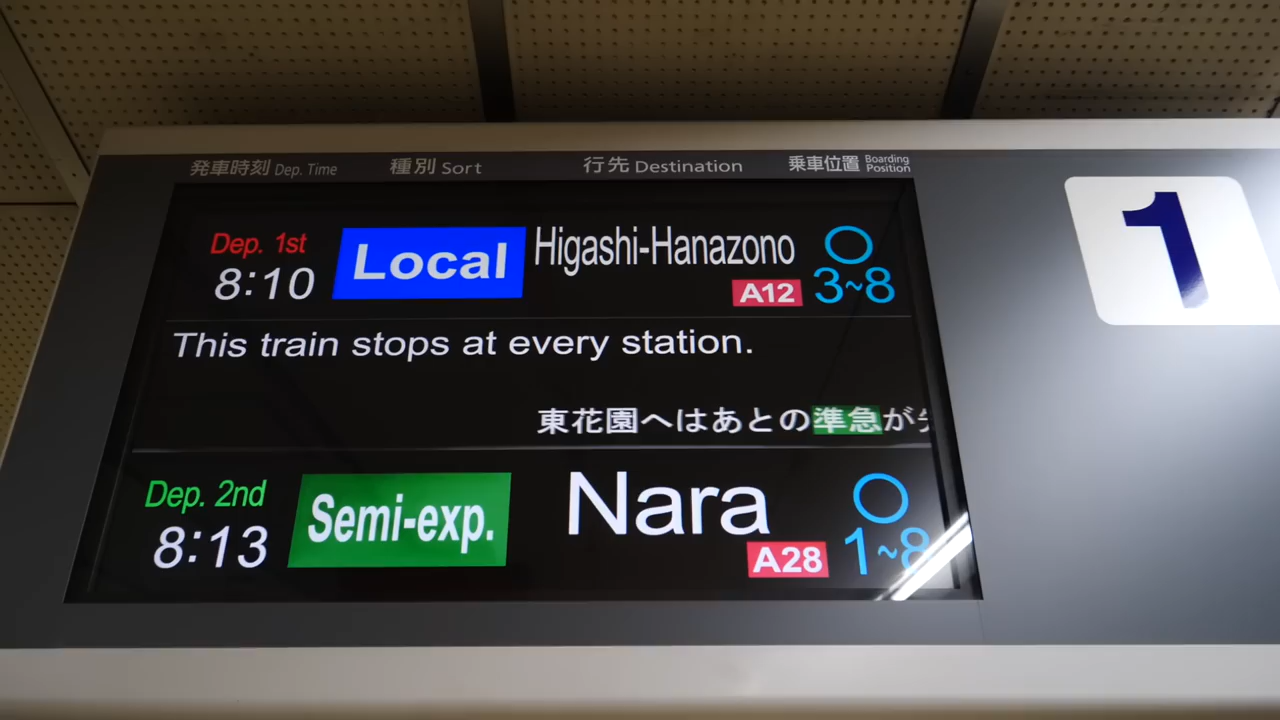 発車時刻 Dep. Time 種別 Sort 行先 Destination 乗車位置 Boarding Position
1
Dep. 1st
8:10 Local Higashi-Hanazono ○
A12 3~8
This train stops at every station.
東花園へはあとの準急が
Dep. 2nd
8:13 Semi-exp. Nara ○
A28 1~8